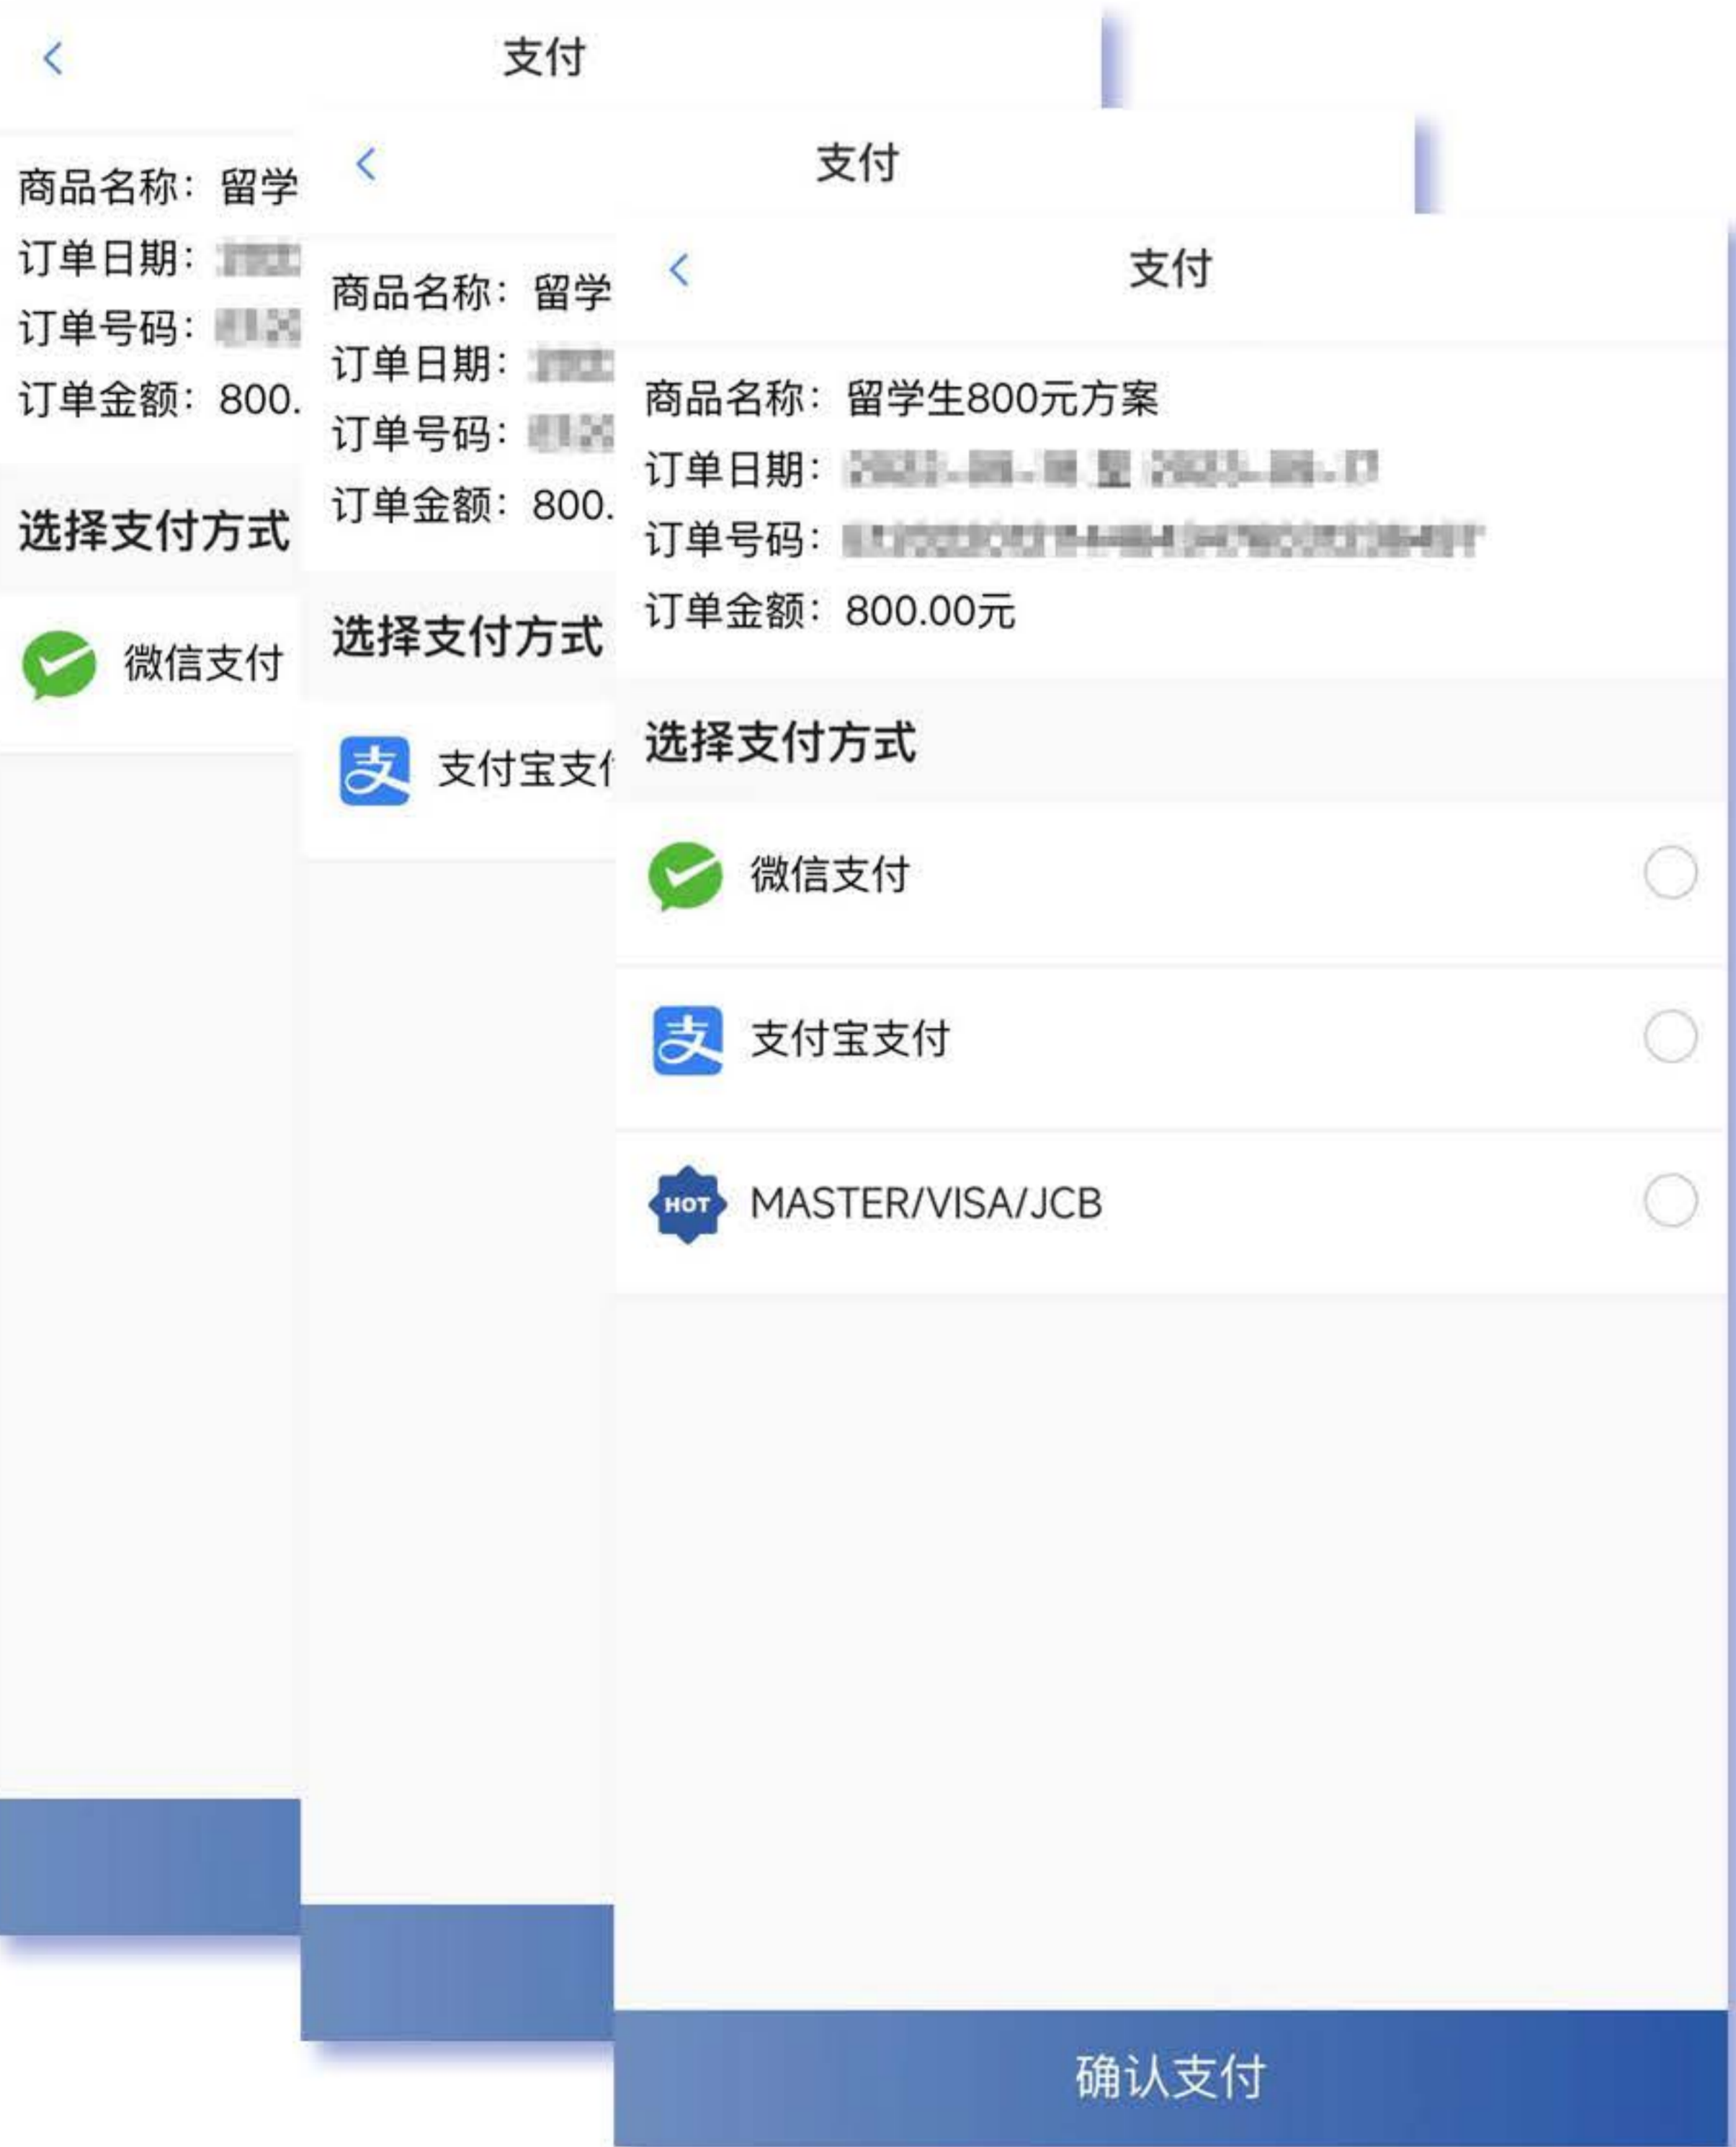 支付
商品名称：留学
订单日期：
订单号码：
订单金额：800.
选择支付方式
微信支付
支付
商品名称：留学
订单日期：
订单号码：
订单金额：800.
选择支付方式
支 支付宝支付
支付
商品名称：留学生800元方案
订单日期：
订单号码：
订单金额：800.00元
选择支付方式
微信支付
支 支付宝支付
HOT MASTER/VISA/JCB
确认支付